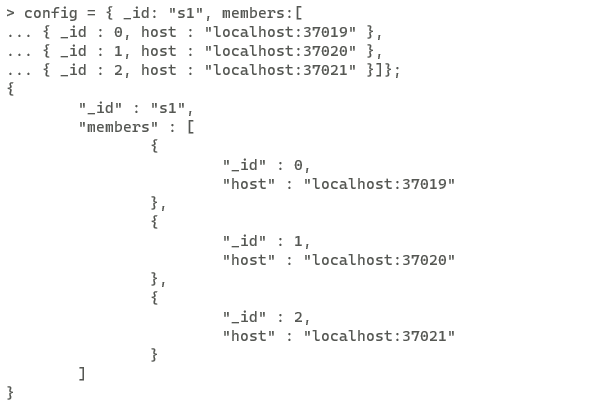 > config = { _id: "s1", members:[
... { _id : 0, host : "localhost:37019" },
... { _id : 1, host : "localhost:37020" },
... { _id : 2, host : "localhost:37021" }]};
{
        "_id" : "s1",
        "members" : [
                {
                        "_id" : 0,
                        "host" : "localhost:37019"
                },
                {
                        "_id" : 1,
                        "host" : "localhost:37020"
                },
                {
                        "_id" : 2,
                        "host" : "localhost:37021"
                }
        ]
}